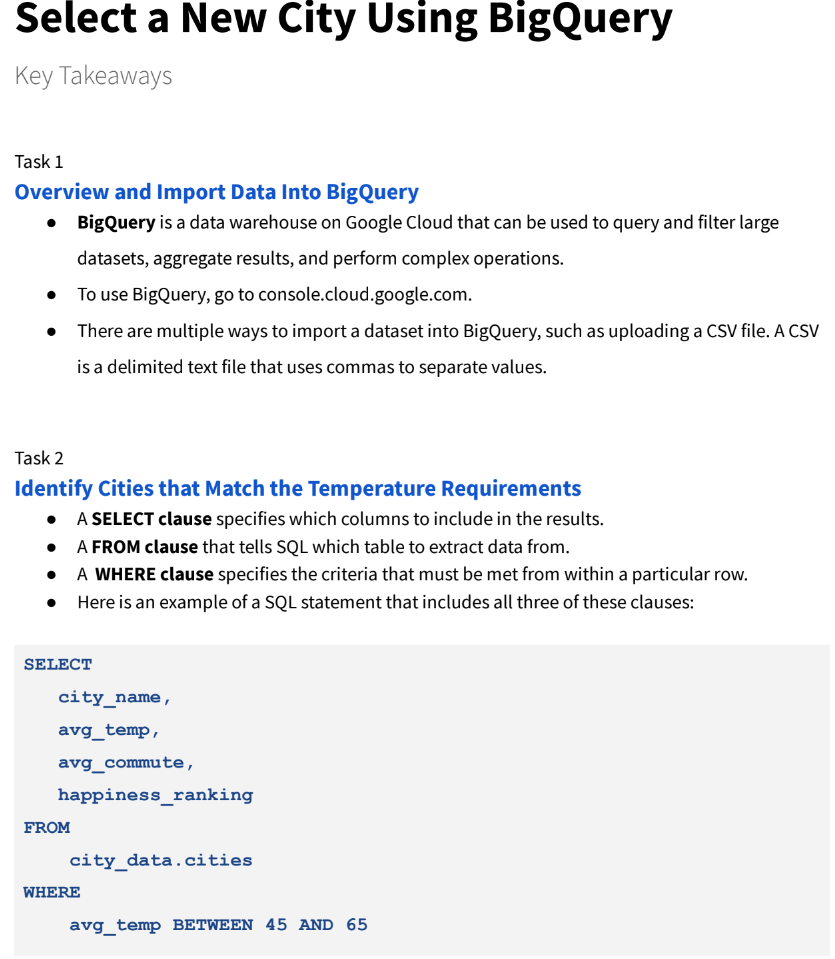 Select a New City Using BigQuery
Key Takeaways
Task 1
Overview and Import Data Into BigQuery
● BigQuery is a data warehouse on Google Cloud that can be used to query and filter large
datasets, aggregate results, and perform complex operations.
● To use BigQuery, go to console.cloud.google.com.
● There are multiple ways to import a dataset into BigQuery, such as uploading a CSV file. A CSV
is a delimited text file that uses commas to separate values.
Task 2
Identify Cities that Match the Temperature Requirements
● A SELECT clause specifies which columns to include in the results.
● A FROM clause that tells SQL which table to extract data from.
● A WHERE clause specifies the criteria that must be met from within a particular row.
● Here is an example of a SQL statement that includes all three of these clauses:
SELECT
city_name,
avg_temp,
avg_commute,
happiness_ranking
FROM
city_data.cities
WHERE
avg_temp BETWEEN 45 AND 65